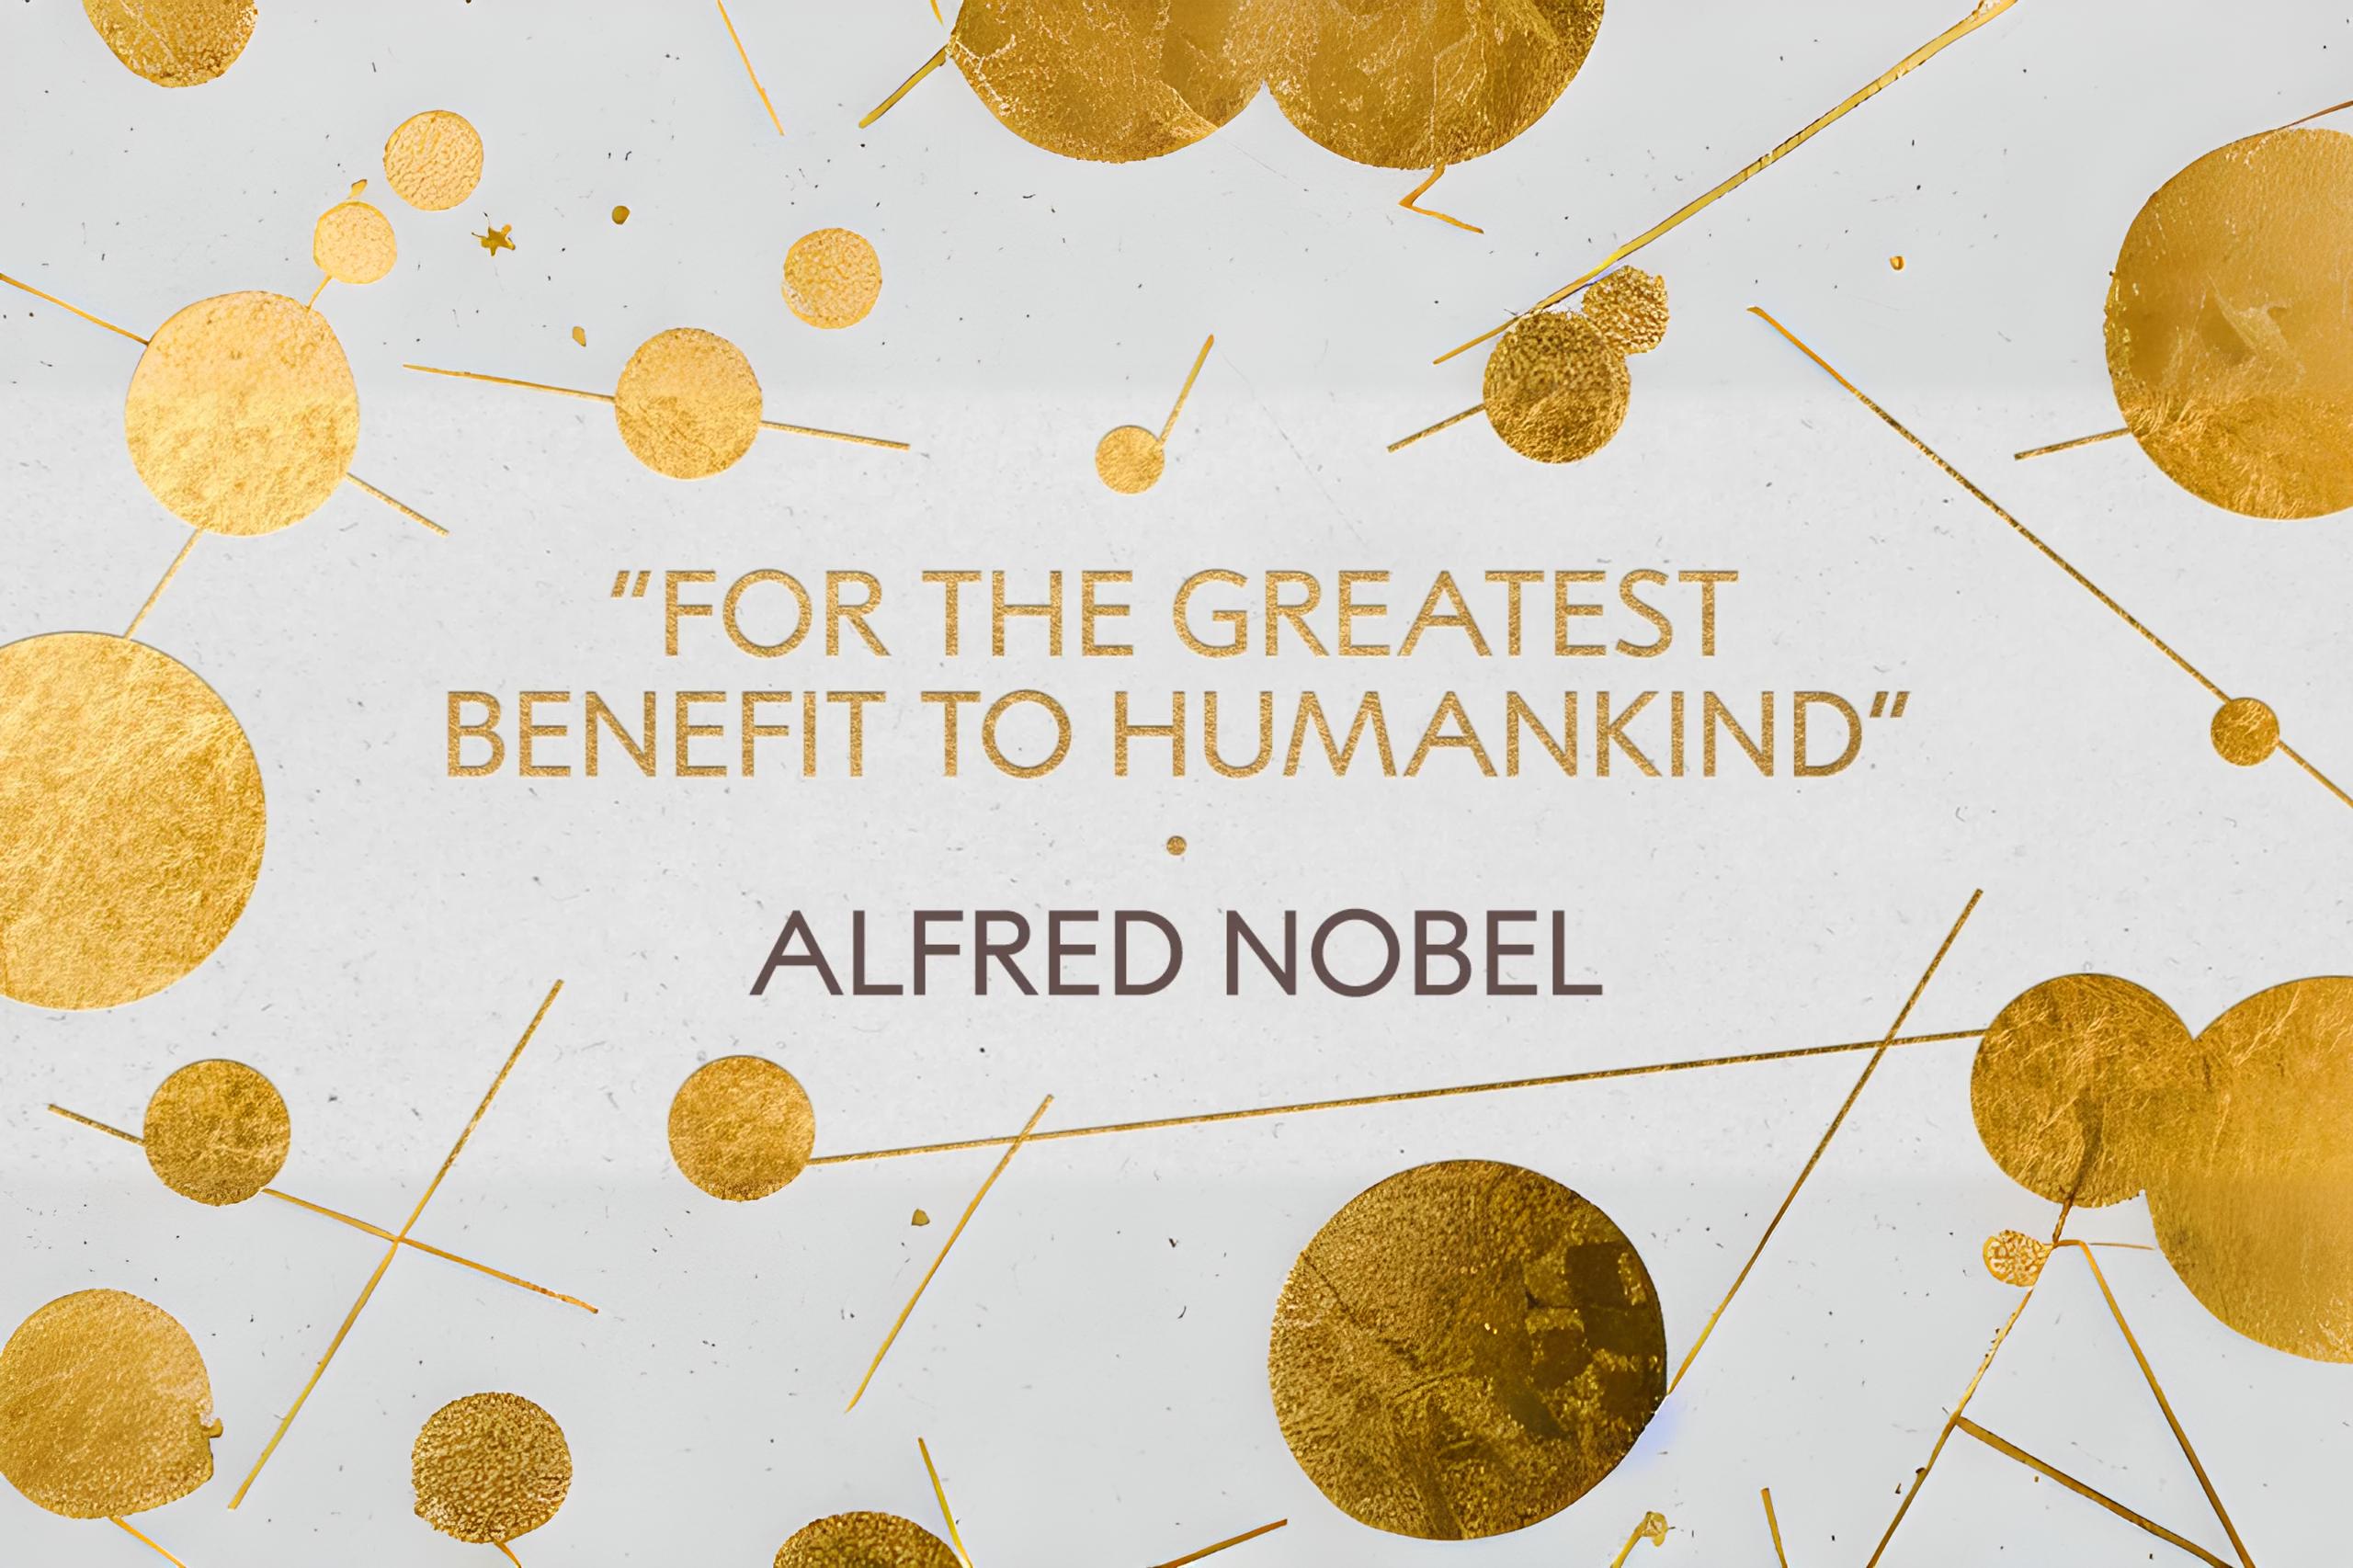 “FOR THE GREATEST
BENEFIT TO HUMANKIND“
•
ALFRED NOBEL